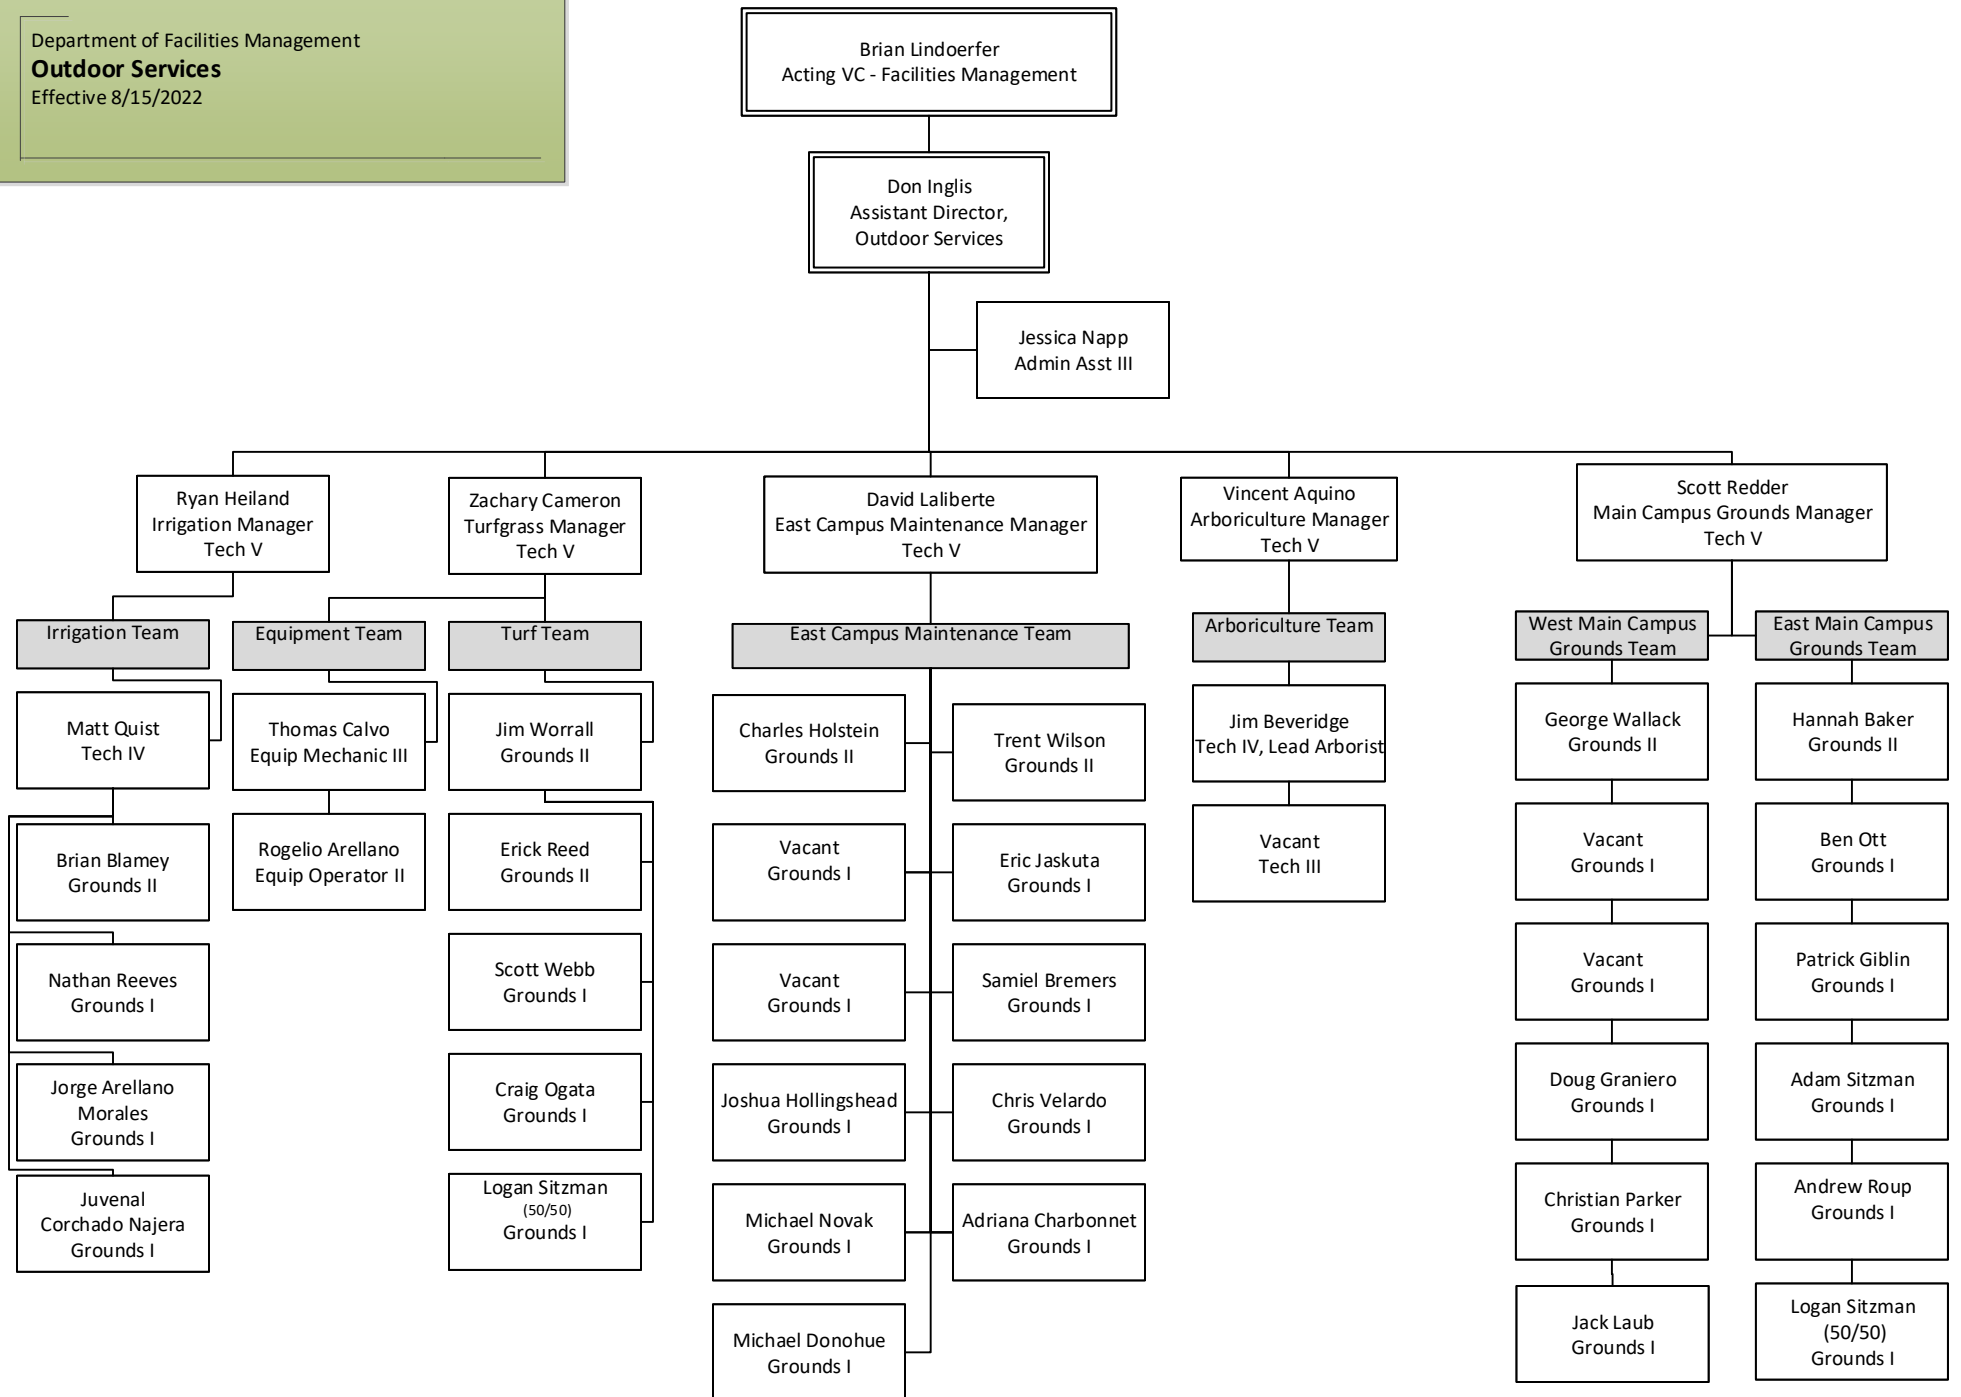 Department of Facilities Management
Outdoor Services
Effective 8/15/2022
Brian Lindoerfer
Acting VC - Facilities Management
Don Inglis
Assistant Director,
Outdoor Services
Jessica Napp
Admin Asst III
Ryan Heiland
Irrigation Manager
Tech V
Zachary Cameron
Turfgrass Manager
Tech V
David Laliberte
East Campus Maintenance Manager
Tech V
Vincent Aquino
Arboriculture Manager
Tech V
Scott Redder
Main Campus Grounds Manager
Tech V
Irrigation Team
Matt Quist
Tech IV
Brian Blamey
Grounds II
Nathan Reeves
Grounds I
Jorge Arellano
Morales
Grounds I
Juvenal
Corchado Najera
Grounds I
Equipment Team
Thomas Calvo
Equip Mechanic III
Rogelio Arellano
Equip Operator II
Turf Team
Jim Worrall
Grounds II
Erick Reed
Grounds II
Scott Webb
Grounds I
Craig Ogata
Grounds I
Logan Sitzman
(50/50)
Grounds I
East Campus Maintenance Team
Charles Holstein
Grounds II
Trent Wilson
Grounds II
Vacant
Grounds I
Eric Jaskuta
Grounds I
Vacant
Grounds I
Samiel Bremers
Grounds I
Joshua Hollingshead
Grounds I
Chris Velardo
Grounds I
Michael Novak
Grounds I
Adriana Charbonnet
Grounds I
Michael Donohue
Grounds I
Arboriculture Team
Jim Beveridge
Tech IV, Lead Arborist
Vacant
Tech III
West Main Campus
Grounds Team
George Wallack
Grounds II
Vacant
Grounds I
Vacant
Grounds I
Doug Graniero
Grounds I
Christian Parker
Grounds I
Jack Laub
Grounds I
East Main Campus
Grounds Team
Hannah Baker
Grounds II
Ben Ott
Grounds I
Patrick Giblin
Grounds I
Adam Sitzman
Grounds I
Andrew Roup
Grounds I
Logan Sitzman
(50/50)
Grounds I